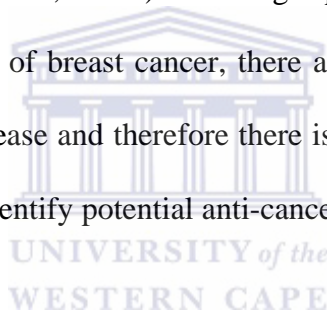 of breast cancer, there a
ease and therefore there is
entify potential anti-cance
UNIVERSITY of the
WESTERN CAPE